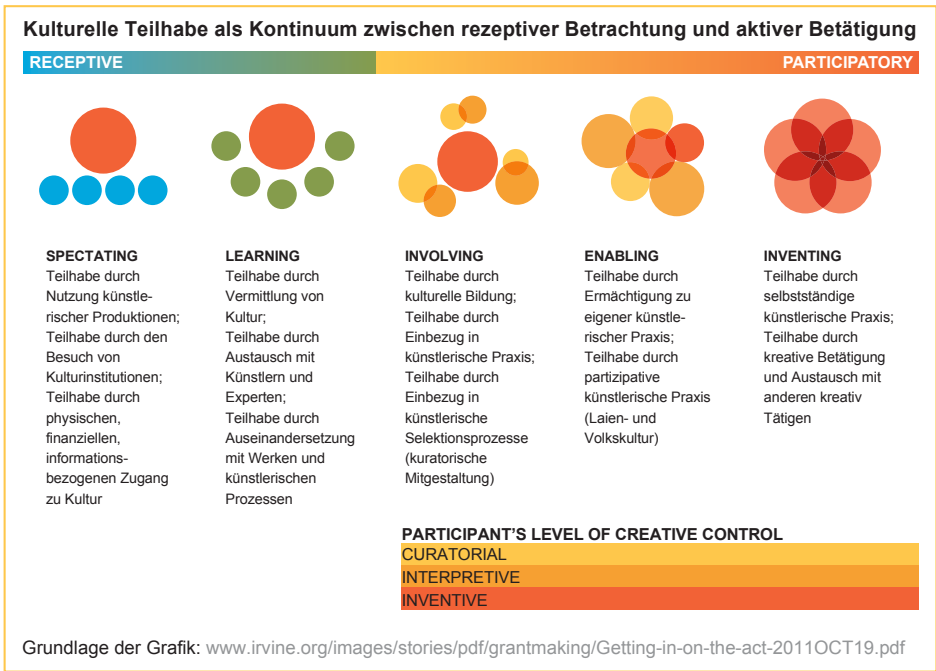 Kulturelle Teilhabe als Kontinuum zwischen rezeptiver Betrachtung und aktiver Betätigung
RECEPTIVE
PARTICIPATORY
SPECTATING
Teilhabe durch
Nutzung künstle-
rischer Produktionen;
Teilhabe durch den
Besuch von
Kulturinstitutionen;
Teilhabe durch
physischen,
finanziellen,
informations-
bezogenen Zugang
zu Kultur
LEARNING
Teilhabe durch
Vermittlung von
Kultur;
Teilhabe durch
Austausch mit
Künstlern und
Experten;
Teilhabe durch
Auseinandersetzung
mit Werken und
künstlerischen
Prozessen
INVOLVING
Teilhabe durch
kulturelle Bildung;
Teilhabe durch
Einbezug in
künstlerische Praxis;
Teilhabe durch
Einbezug in
künstlerische
Selektionsprozesse
(kuratorische
Mitgestaltung)
ENABLING
Teilhabe durch
Ermächtigung zu
eigener künstle-
rischer Praxis;
Teilhabe durch
partizipative
künstlerische Praxis
(Laien- und
Volkskultur)
INVENTING
Teilhabe durch
selbstständige
künstlerische Praxis;
Teilhabe durch
kreative Betätigung
und Austausch mit
anderen kreativ
Tätigen
PARTICIPANT'S LEVEL OF CREATIVE CONTROL
CURATORIAL
INTERPRETIVE
INVENTIVE
Grundlage der Grafik: www.irvine.org/images/stories/pdf/grantmaking/Getting-in-on-the-act-2011OCT19.pdf